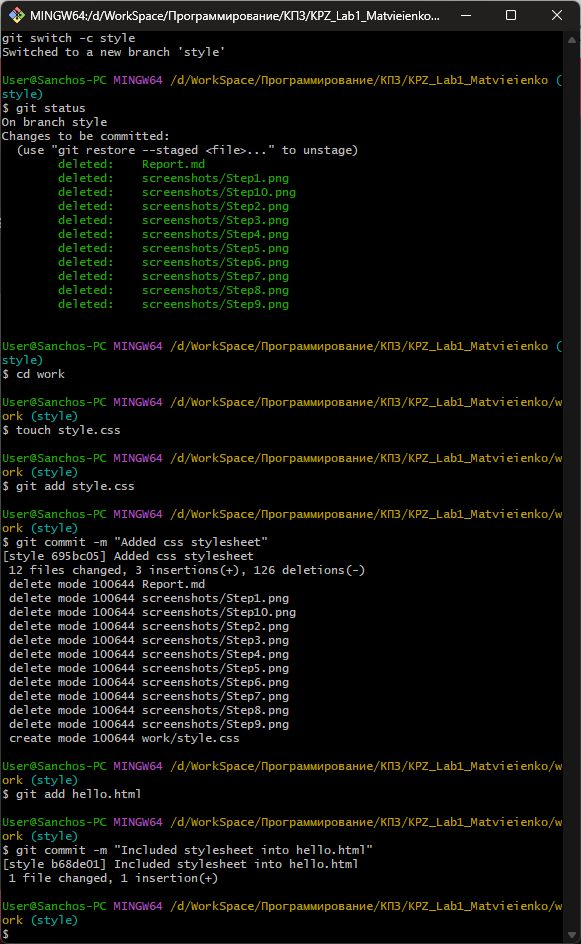 MINGW64:/d/WorkSpace/Программирование/КПЗ/KPZ_Lab1_Matvieienko...
git switch -c style
Switched to a new branch 'style'
User@Sanchos-PC MINGW64 /d/WorkSpace/Программирование/КПЗ/KPZ_Lab1_Matvieienko (
style)
$ git status
On branch style
Changes to be committed:
  (use "git restore --staged <file>..." to unstage)
        deleted:    Report.md
        deleted:    screenshots/Step1.png
        deleted:    screenshots/Step10.png
        deleted:    screenshots/Step2.png
        deleted:    screenshots/Step3.png
        deleted:    screenshots/Step4.png
        deleted:    screenshots/Step5.png
        deleted:    screenshots/Step6.png
        deleted:    screenshots/Step7.png
        deleted:    screenshots/Step8.png
        deleted:    screenshots/Step9.png
User@Sanchos-PC MINGW64 /d/WorkSpace/Программирование/КПЗ/KPZ_Lab1_Matvieienko (
style)
$ cd work
User@Sanchos-PC MINGW64 /d/WorkSpace/Программирование/КПЗ/KPZ_Lab1_Matvieienko/w
ork (style)
$ touch style.css
User@Sanchos-PC MINGW64 /d/WorkSpace/Программирование/КПЗ/KPZ_Lab1_Matvieienko/w
ork (style)
$ git add style.css
User@Sanchos-PC MINGW64 /d/WorkSpace/Программирование/КПЗ/KPZ_Lab1_Matvieienko/w
ork (style)
$ git commit -m "Added css stylesheet"
[style 695bc05] Added css stylesheet
 12 files changed, 3 insertions(+), 126 deletions(-)
 delete mode 100644 Report.md
 delete mode 100644 screenshots/Step1.png
 delete mode 100644 screenshots/Step10.png
 delete mode 100644 screenshots/Step2.png
 delete mode 100644 screenshots/Step3.png
 delete mode 100644 screenshots/Step4.png
 delete mode 100644 screenshots/Step5.png
 delete mode 100644 screenshots/Step6.png
 delete mode 100644 screenshots/Step7.png
 delete mode 100644 screenshots/Step8.png
 delete mode 100644 screenshots/Step9.png
 create mode 100644 work/style.css
User@Sanchos-PC MINGW64 /d/WorkSpace/Программирование/КПЗ/KPZ_Lab1_Matvieienko/w
ork (style)
$ git add hello.html
User@Sanchos-PC MINGW64 /d/WorkSpace/Программирование/КПЗ/KPZ_Lab1_Matvieienko/w
ork (style)
$ git commit -m "Included stylesheet into hello.html"
[style b68de01] Included stylesheet into hello.html
 1 file changed, 1 insertion(+)
User@Sanchos-PC MINGW64 /d/WorkSpace/Программирование/КПЗ/KPZ_Lab1_Matvieienko/w
ork (style)
$